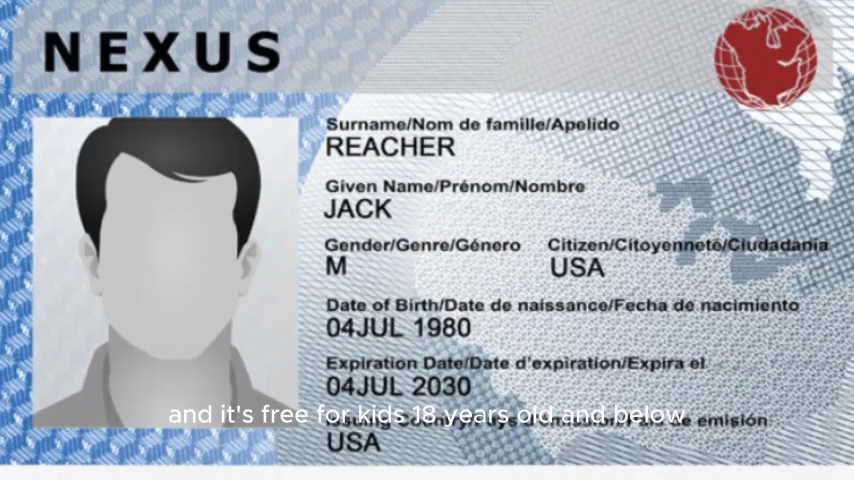 NEXUS
Surname/Nom de famille/Apelido
REACHER
Given Name/Prénom/Nombre
JACK
Gender/Genre/Género Citizen/Citoyenneté/Ciudadania
M USA
Date of Birth/Date de naissance/Fecha de nacimiento
04JUL 1980
Expiration Date/Date d'expiration/Expira el
04JUL 2030
and it's free for kids 18 years old and below
de emisión
USA